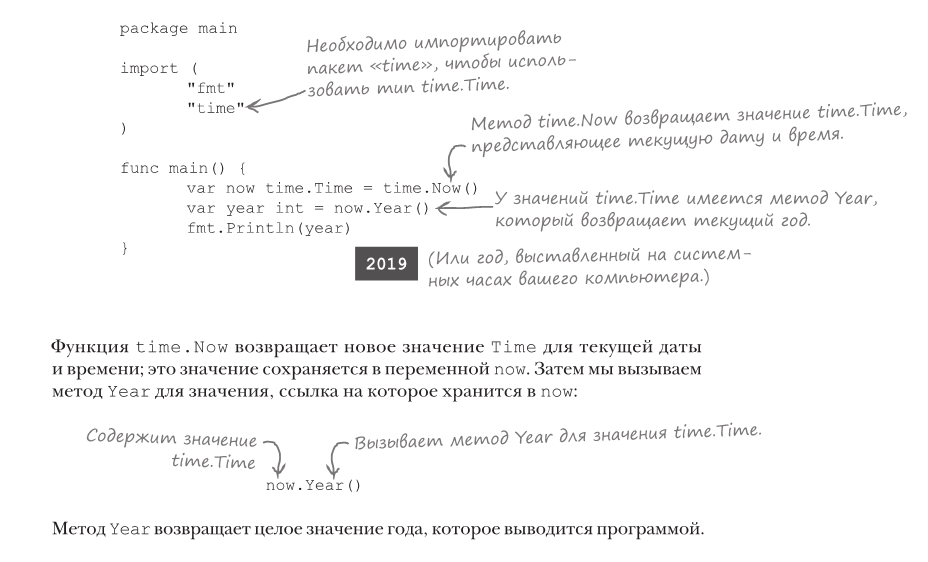 package main
import (
"fmt"
"time"
)
Необходимо импортировать
пакет «time», чтобы исполь-
зовать тип time.Time.
Метод time.Now возвращает значение time.Time,
представляющее текущую дату и время.
func main() {
var now time.Time = time.Now()
var year int = now.Year()
fmt.Println(year)
}
У значений time.Time имеется метод Year,
который возвращает текущий год.
2019
(Или год, выставленный на систем-
ных часах вашего компьютера.)
Функция time.Now возвращает новое значение Time для текущей даты
и времени; это значение сохраняется в переменной now. Затем мы вызываем
метод Year для значения, ссылка на которое хранится в now:
Содержит значение
time.Time
Вызывает метод Year для значения time.Time.
now.Year()
Метод Year возвращает целое значение года, которое выводится программой.